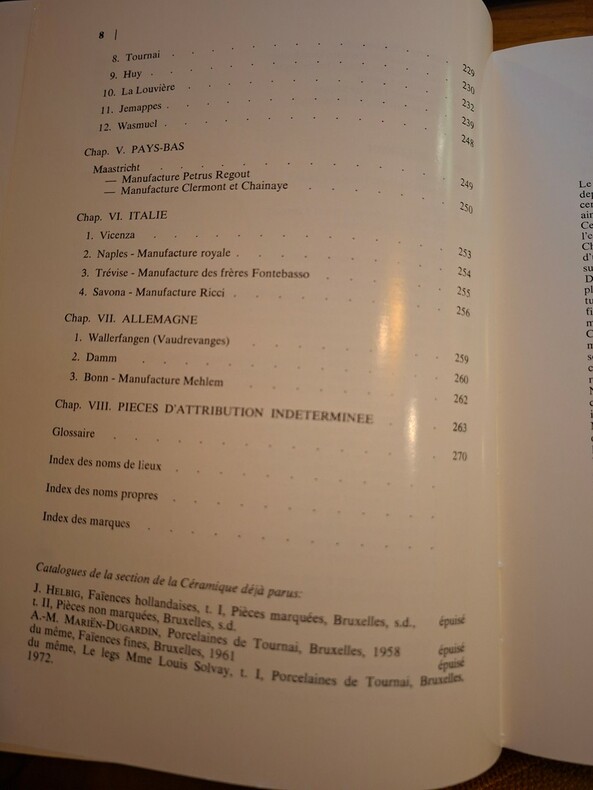 8
8. Tournai . . . . . . . . . 229
9. Huy . . . . . . . . . 230
10. La Louvière . . . . . . . . 232
11. Jemappes . . . . . . . . 239
12. Wasmuel . . . . . . . . 248
Chap. V. PAYS-BAS
Maastricht
— Manufacture Petrus Regout . . . . . 249
— Manufacture Clermont et Chainaye . . . . 250
Chap. VI. ITALIE
1. Vicenza . . . . . . . . . 253
2. Naples - Manufacture royale . . . . . . 254
3. Trévise - Manufacture des frères Fontebasso . . . 255
4. Savona - Manufacture Ricci . . . . . . 256
Chap. VII. ALLEMAGNE
1. Wallerfangen (Vaudrevanges) . . . . . . 259
2. Damm . . . . . . . . . 260
3. Bonn - Manufacture Mehlem . . . . . . 262
Chap. VIII. PIECES D'ATTRIBUTION INDETERMINEE . . 263
Glossaire . . . . . . . . . 270
Index des noms de lieux . . . . . . . .
Index des noms propres . . . . . . . .
Index des marques . . . . . . . .
Catalogues de la section de la Céramique déjà parus:
J. HELBIG, Faïences hollandaises, t. I, Pièces marquées, Bruxelles, s.d., épuisé
t. II, Pièces non marquées, Bruxelles, s.d.
A.-M. MARIËN-DUGARDIN, Porcelaines de Tournai, Bruxelles, 1958 épuisé
du même, Faïences fines, Bruxelles, 1961 épuisé
du même, Le legs Mme Louis Solvay, t. I, Porcelaines de Tournai, Bruxelles,
1972.